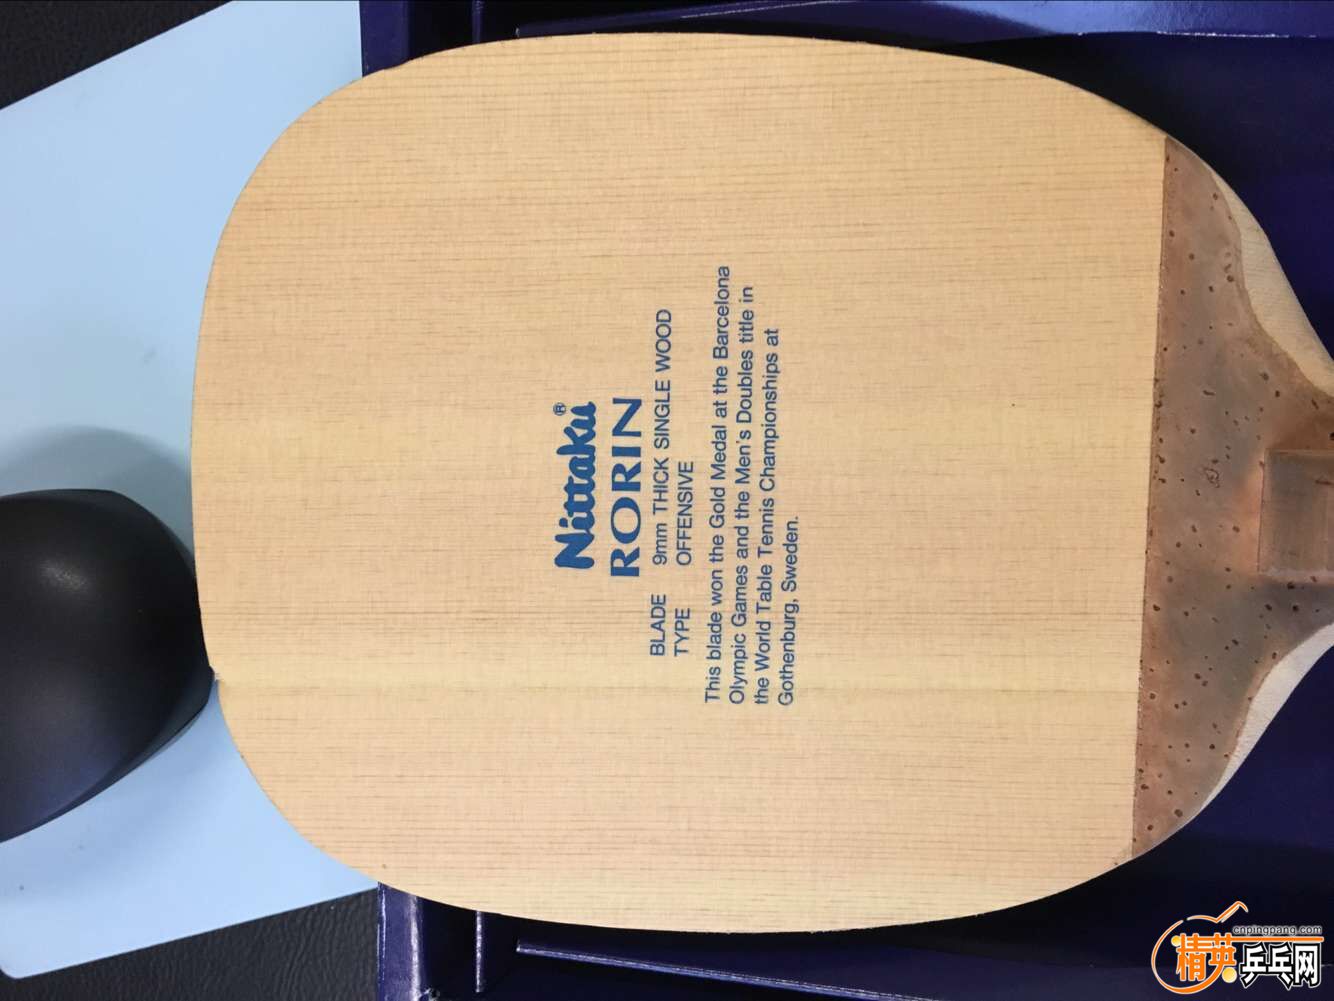 Nittaku®
RORIN
BLADE 9mm THICK SINGLE WOOD
TYPE OFFENSIVE
This blade won the Gold Medal at the Barcelona
Olympic Games and the Men's Doubles title in
the World Table Tennis Championships at
Gothenburg, Sweden.
cnpingpang.com
精英乒乓网